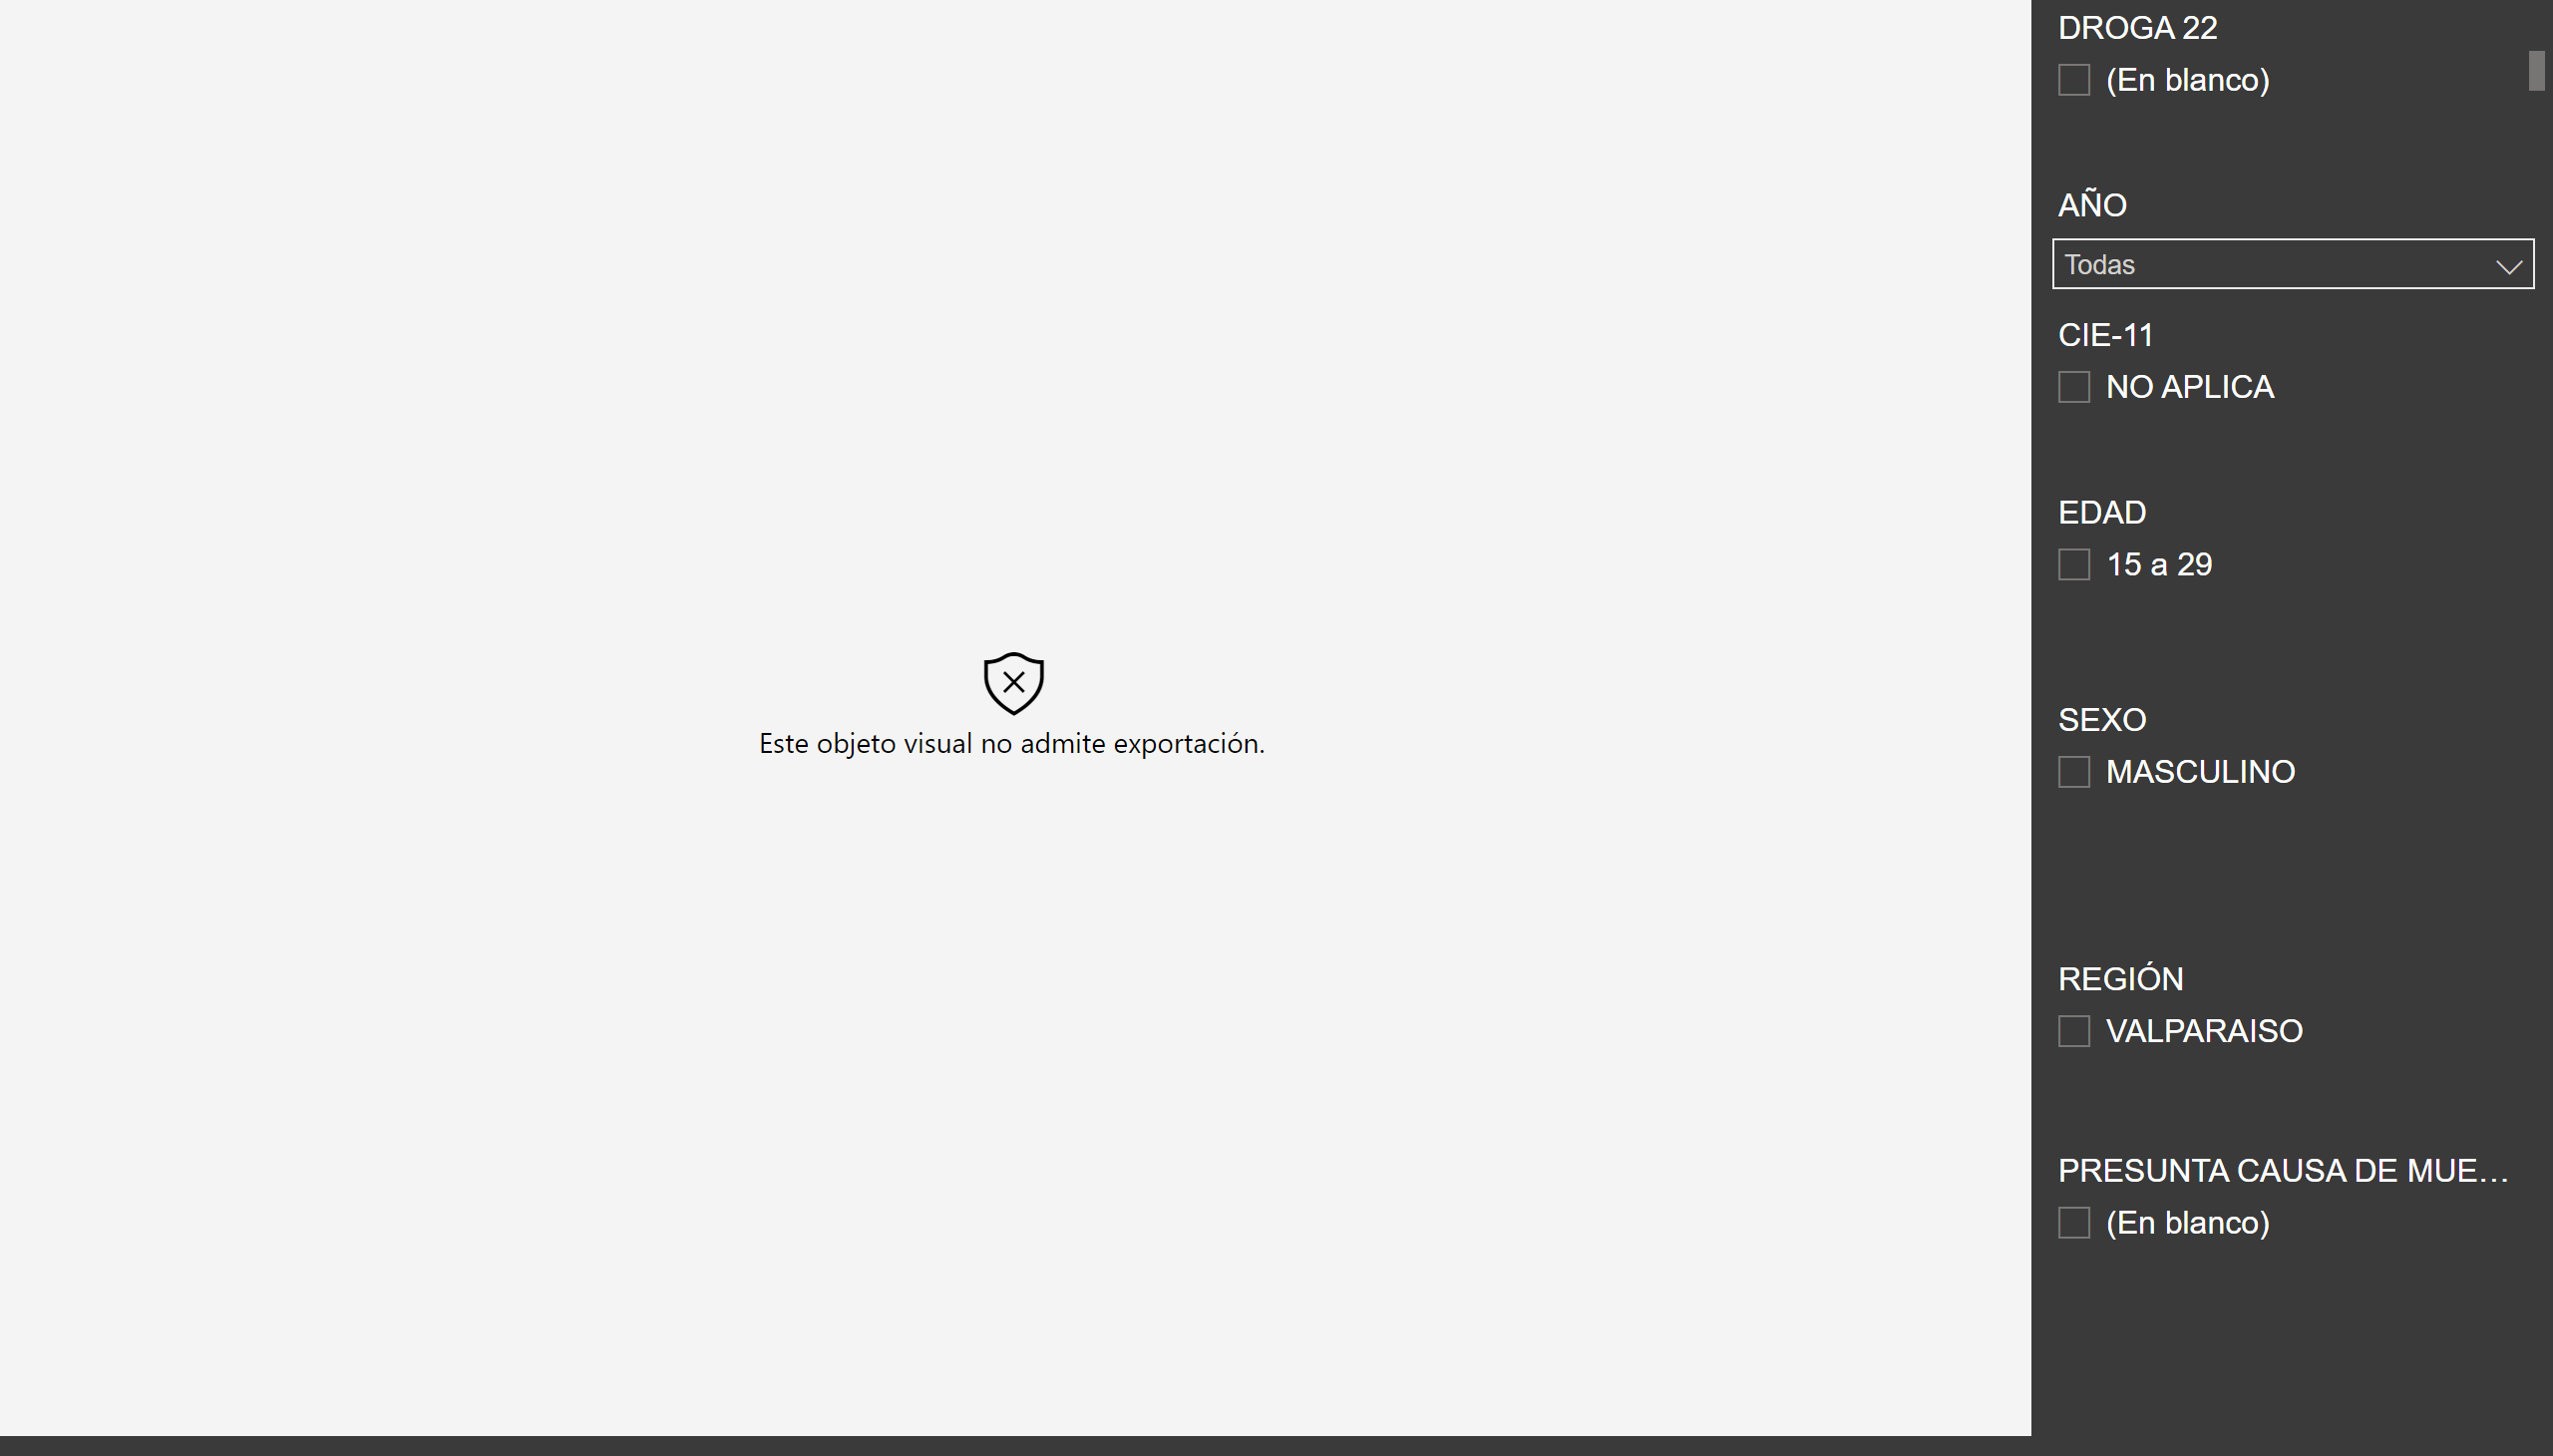 Este objeto visual no admite exportación.
DROGA 22
(En blanco)
AÑO
Todas
CIE-11
NO APLICA
EDAD
15 a 29
SEXO
MASCULINO
REGIÓN
VALPARAISO
PRESUNTA CAUSA DE MUE...
(En blanco)